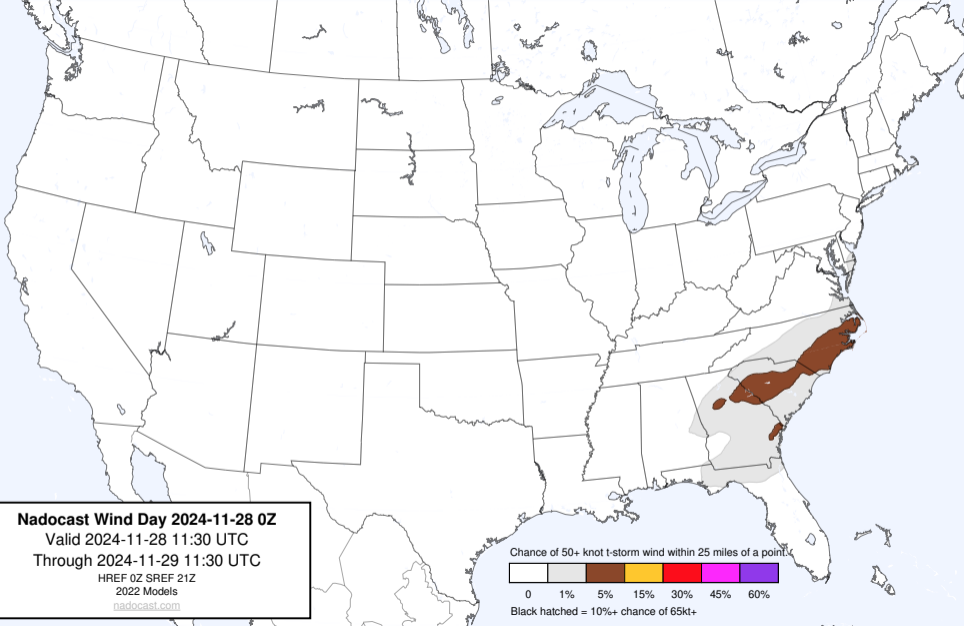 Nadocast Wind Day 2024-11-28 0Z
Valid 2024-11-28 11:30 UTC
Through 2024-11-29 11:30 UTC
HREF 0Z SREF 21Z
2022 Models
nadocast.com
Chance of 50+ knot t-storm wind within 25 miles of a point.
0 1% 5% 15% 30% 45% 60%
Black hatched = 10%+ chance of 65kt+